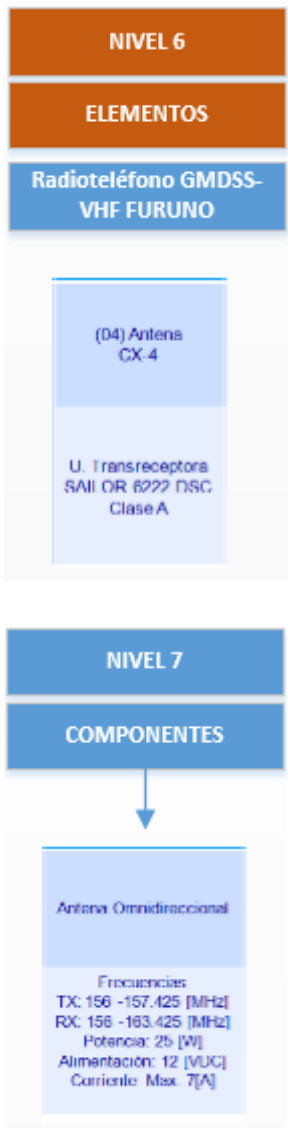 NIVEL 6
ELEMENTOS
Radioteléfono GMDSS-
VHF FURUNO
(04) Antena
CX-4
U. Transreceptora
SAILOR 6222 DSC
Clase A
NIVEL 7
COMPONENTES
Antena Omnidireccional
Frecuencias
TX: 156 -157.425 [MHz]
RX: 156 -163.425 [MHz]
Potencia: 25 [W]
Alimentación: 12 [VDC]
Corriente Max. 7[A]